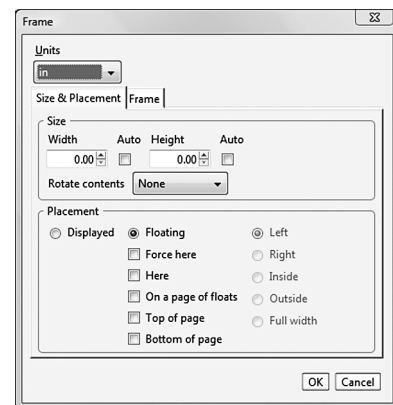 Frame
Units
in
Size & Placement Frame
Size
Width Auto Height Auto
0.00 0.00
Rotate contents None
Placement
Displayed Floating Left
Force here Right
Here Inside
On a page of floats Outside
Top of page Full width
Bottom of page
OK Cancel